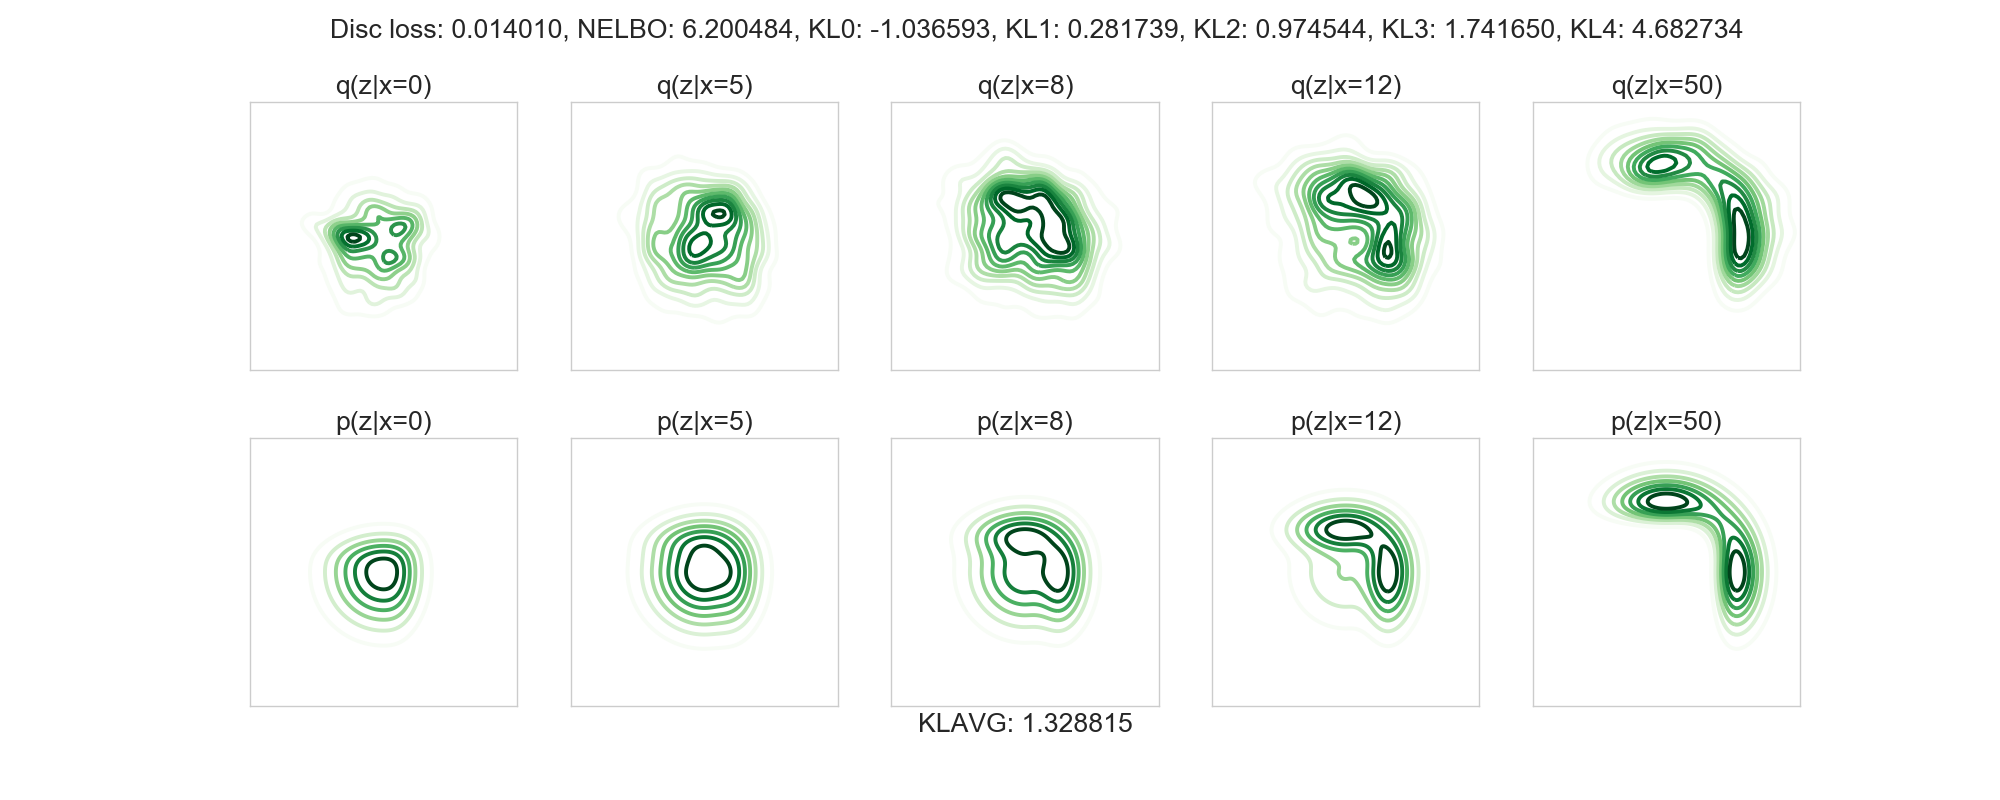 Disc loss: 0.014010, NELBO: 6.200484, KL0: -1.036593, KL1: 0.281739, KL2: 0.974544, KL3: 1.741650, KL4: 4.682734
q(z|x=0) q(z|x=5) q(z|x=8) q(z|x=12) q(z|x=50)
p(z|x=0) p(z|x=5) p(z|x=8) p(z|x=12) p(z|x=50)
KLAVG: 1.328815